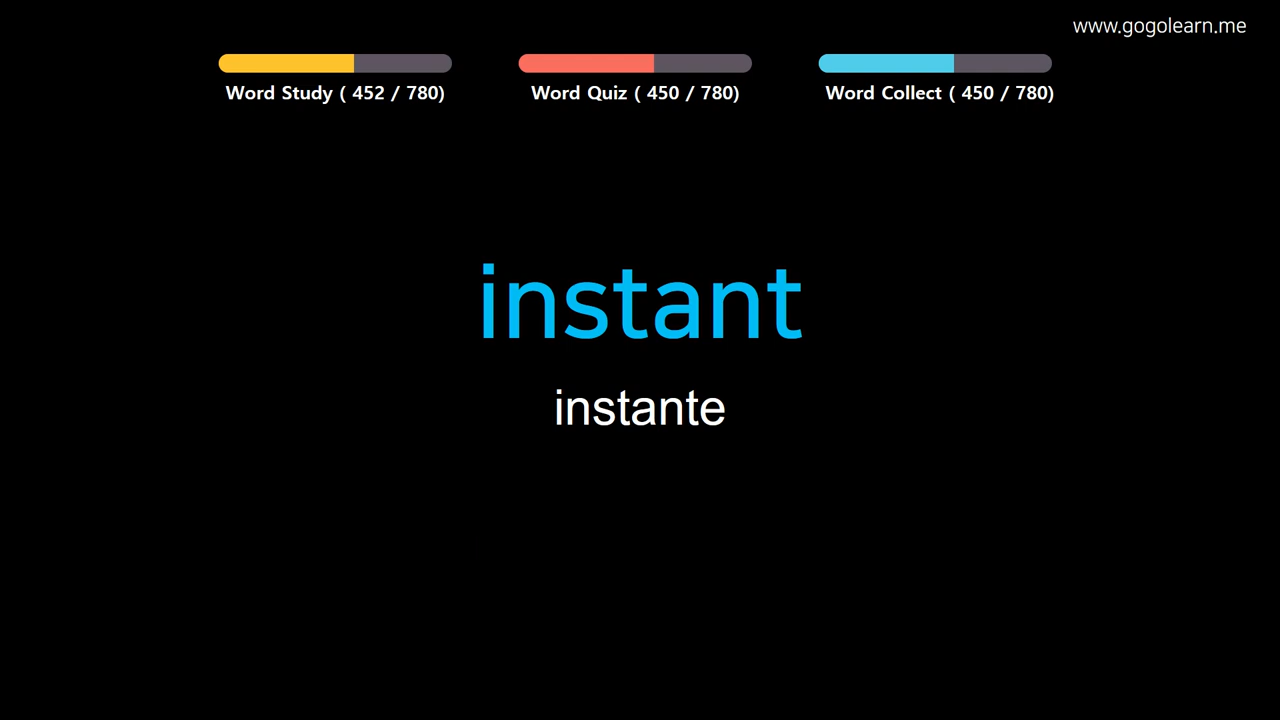 www.gogolearn.me
Word Study ( 452 / 780)
Word Quiz ( 450 / 780)
Word Collect ( 450 / 780)
instant
instante